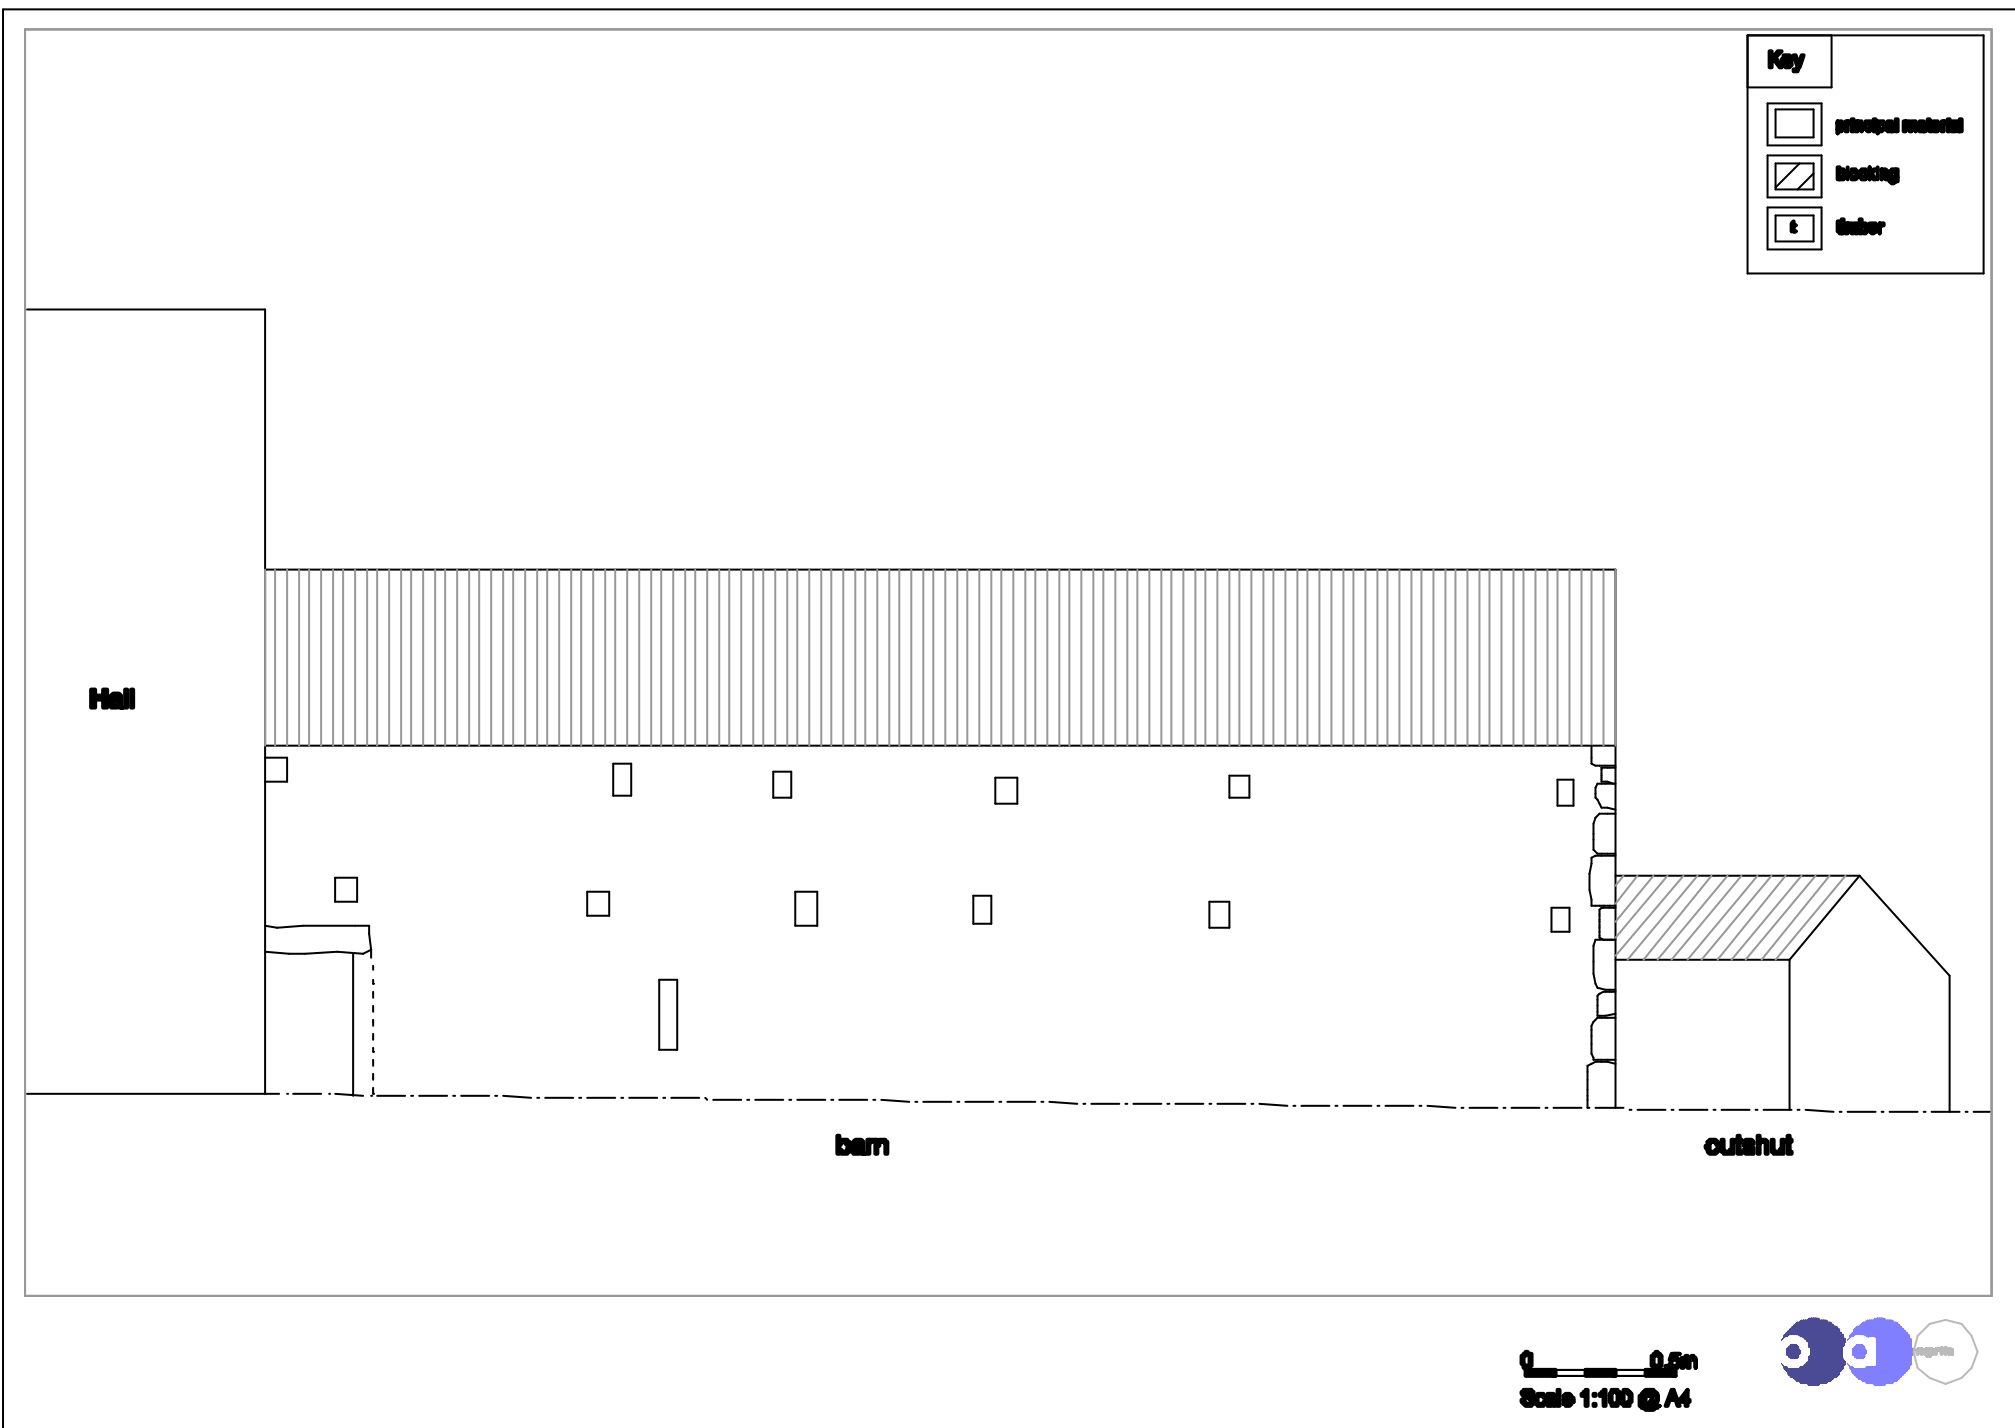 Key
principal material
blocking
t timber
Hall
barn outshut
0 0.5m
Scale 1:100 @ A4